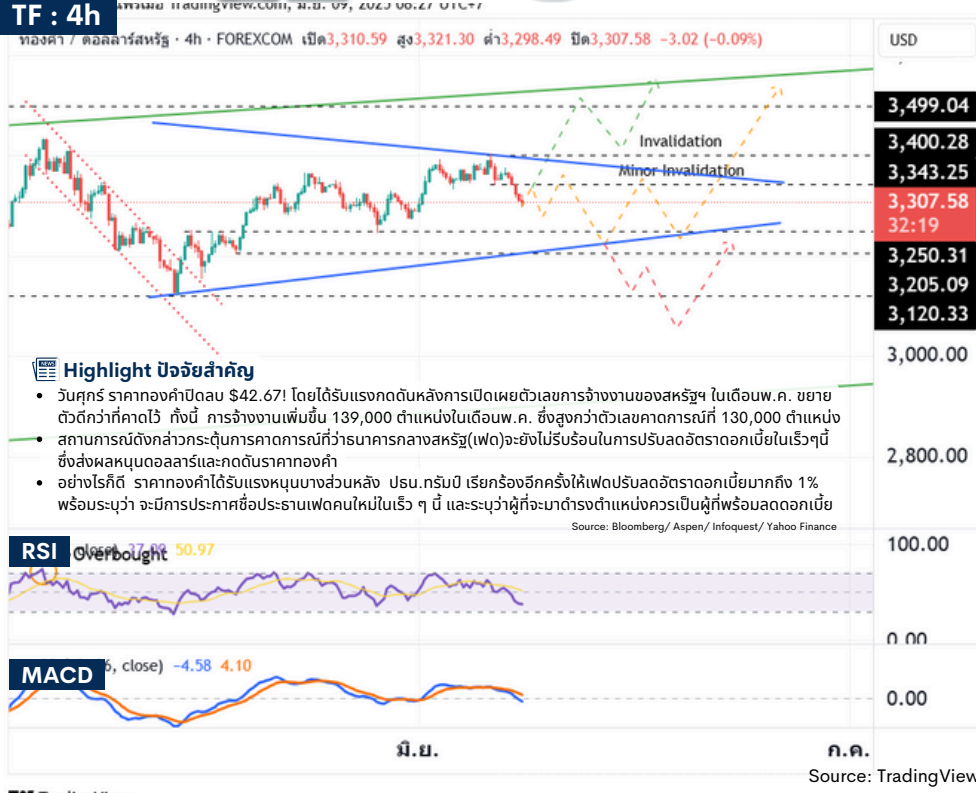 TF : 4h
TradingView.com, มิ.ย. 09, 2025 08:27 UTC+7
ทองคำ / ดอลลาร์สหรัฐ · 4h · FOREXCOM เปิด3,310.59 สูง3,321.30 ต่ำ3,298.49 ปิด3,307.58 −3.02 (−0.09%)
USD
3,499.04
Invalidation
3,400.28
Minor Invalidation
3,343.25
3,307.58
32:19
3,250.31
3,205.09
3,120.33
3,000.00
Highlight ปัจจัยสำคัญ
• วันศุกร์ ราคาทองคำปิดลบ $42.67! โดยได้รับแรงกดดันหลังการเปิดเผยตัวเลขการจ้างงานของสหรัฐฯ ในเดือนพ.ค. ขยาย
ตัวดีกว่าที่คาดไว้ ทั้งนี้ การจ้างงานเพิ่มขึ้น 139,000 ตำแหน่งในเดือนพ.ค. ซึ่งสูงกว่าตัวเลขคาดการณ์ที่ 130,000 ตำแหน่ง
• สถานการณ์ดังกล่าวกระตุ้นการคาดการณ์ที่ว่าธนาคารกลางสหรัฐ(เฟด)จะยังไม่รีบร้อนในการปรับลดอัตราดอกเบี้ยในเร็วๆนี้
ซึ่งส่งผลหนุนดอลลาร์และกดดันราคาทองคำ
2,800.00
• อย่างไรก็ดี ราคาทองคำได้รับแรงหนุนบางส่วนหลัง ปธน.ทรัมป์ เรียกร้องอีกครั้งให้เฟดปรับลดอัตราดอกเบี้ยมากถึง 1%
พร้อมระบุว่า จะมีการประกาศชื่อประธานเฟดคนใหม่ในเร็ว ๆ นี้ และระบุว่าผู้ที่จะมาดำรงตำแหน่งควรเป็นผู้ที่พร้อมลดดอกเบี้ย
Source: Bloomberg/ Aspen/ Infoquest/ Yahoo Finance
RSI close) 37.09 50.97
Overbought
100.00
0.00
MACD 6, close) −4.58 4.10
0.00
มิ.ย. ก.ค.
Source: TradingView